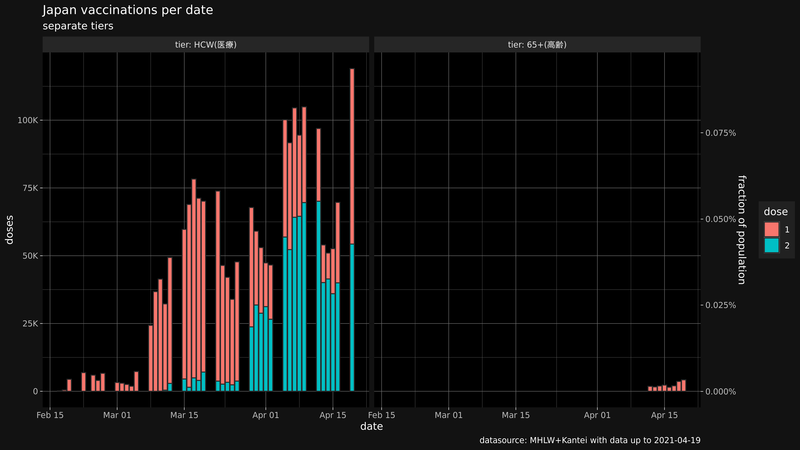 Japan vaccinations per date
separate tiers
tier: HCW(医療)
tier: 65+(高齢)
100K
75K
50K
25K
0
doses
0.075%
0.050%
0.025%
0.000%
fraction of population
dose
1
2
Feb 15
Mar 01
Mar 15
Apr 01
Apr 15
Feb 15
Mar 01
Mar 15
Apr 01
Apr 15
date
datasource: MHLW+Kantei with data up to 2021-04-19